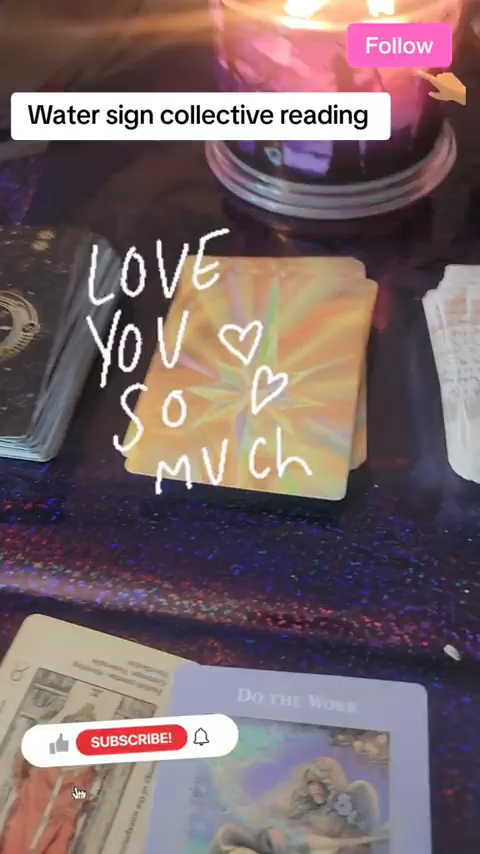 Follow
Water sign collective reading
LOVE
YOU
SO
MUCH
DO THE WORK
SUBSCRIBE!